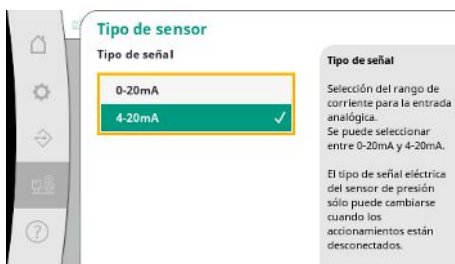 Tipo de sensor
Tipo de señal
0-20mA
4-20mA
Tipo de señal
Selección del rango de
corriente para la entrada
analógica.
Se puede seleccionar
entre 0-20mA y 4-20mA.
El tipo de señal eléctrica
del sensor de presión
sólo puede cambiarse
cuando los
accionamientos están
desconectados.